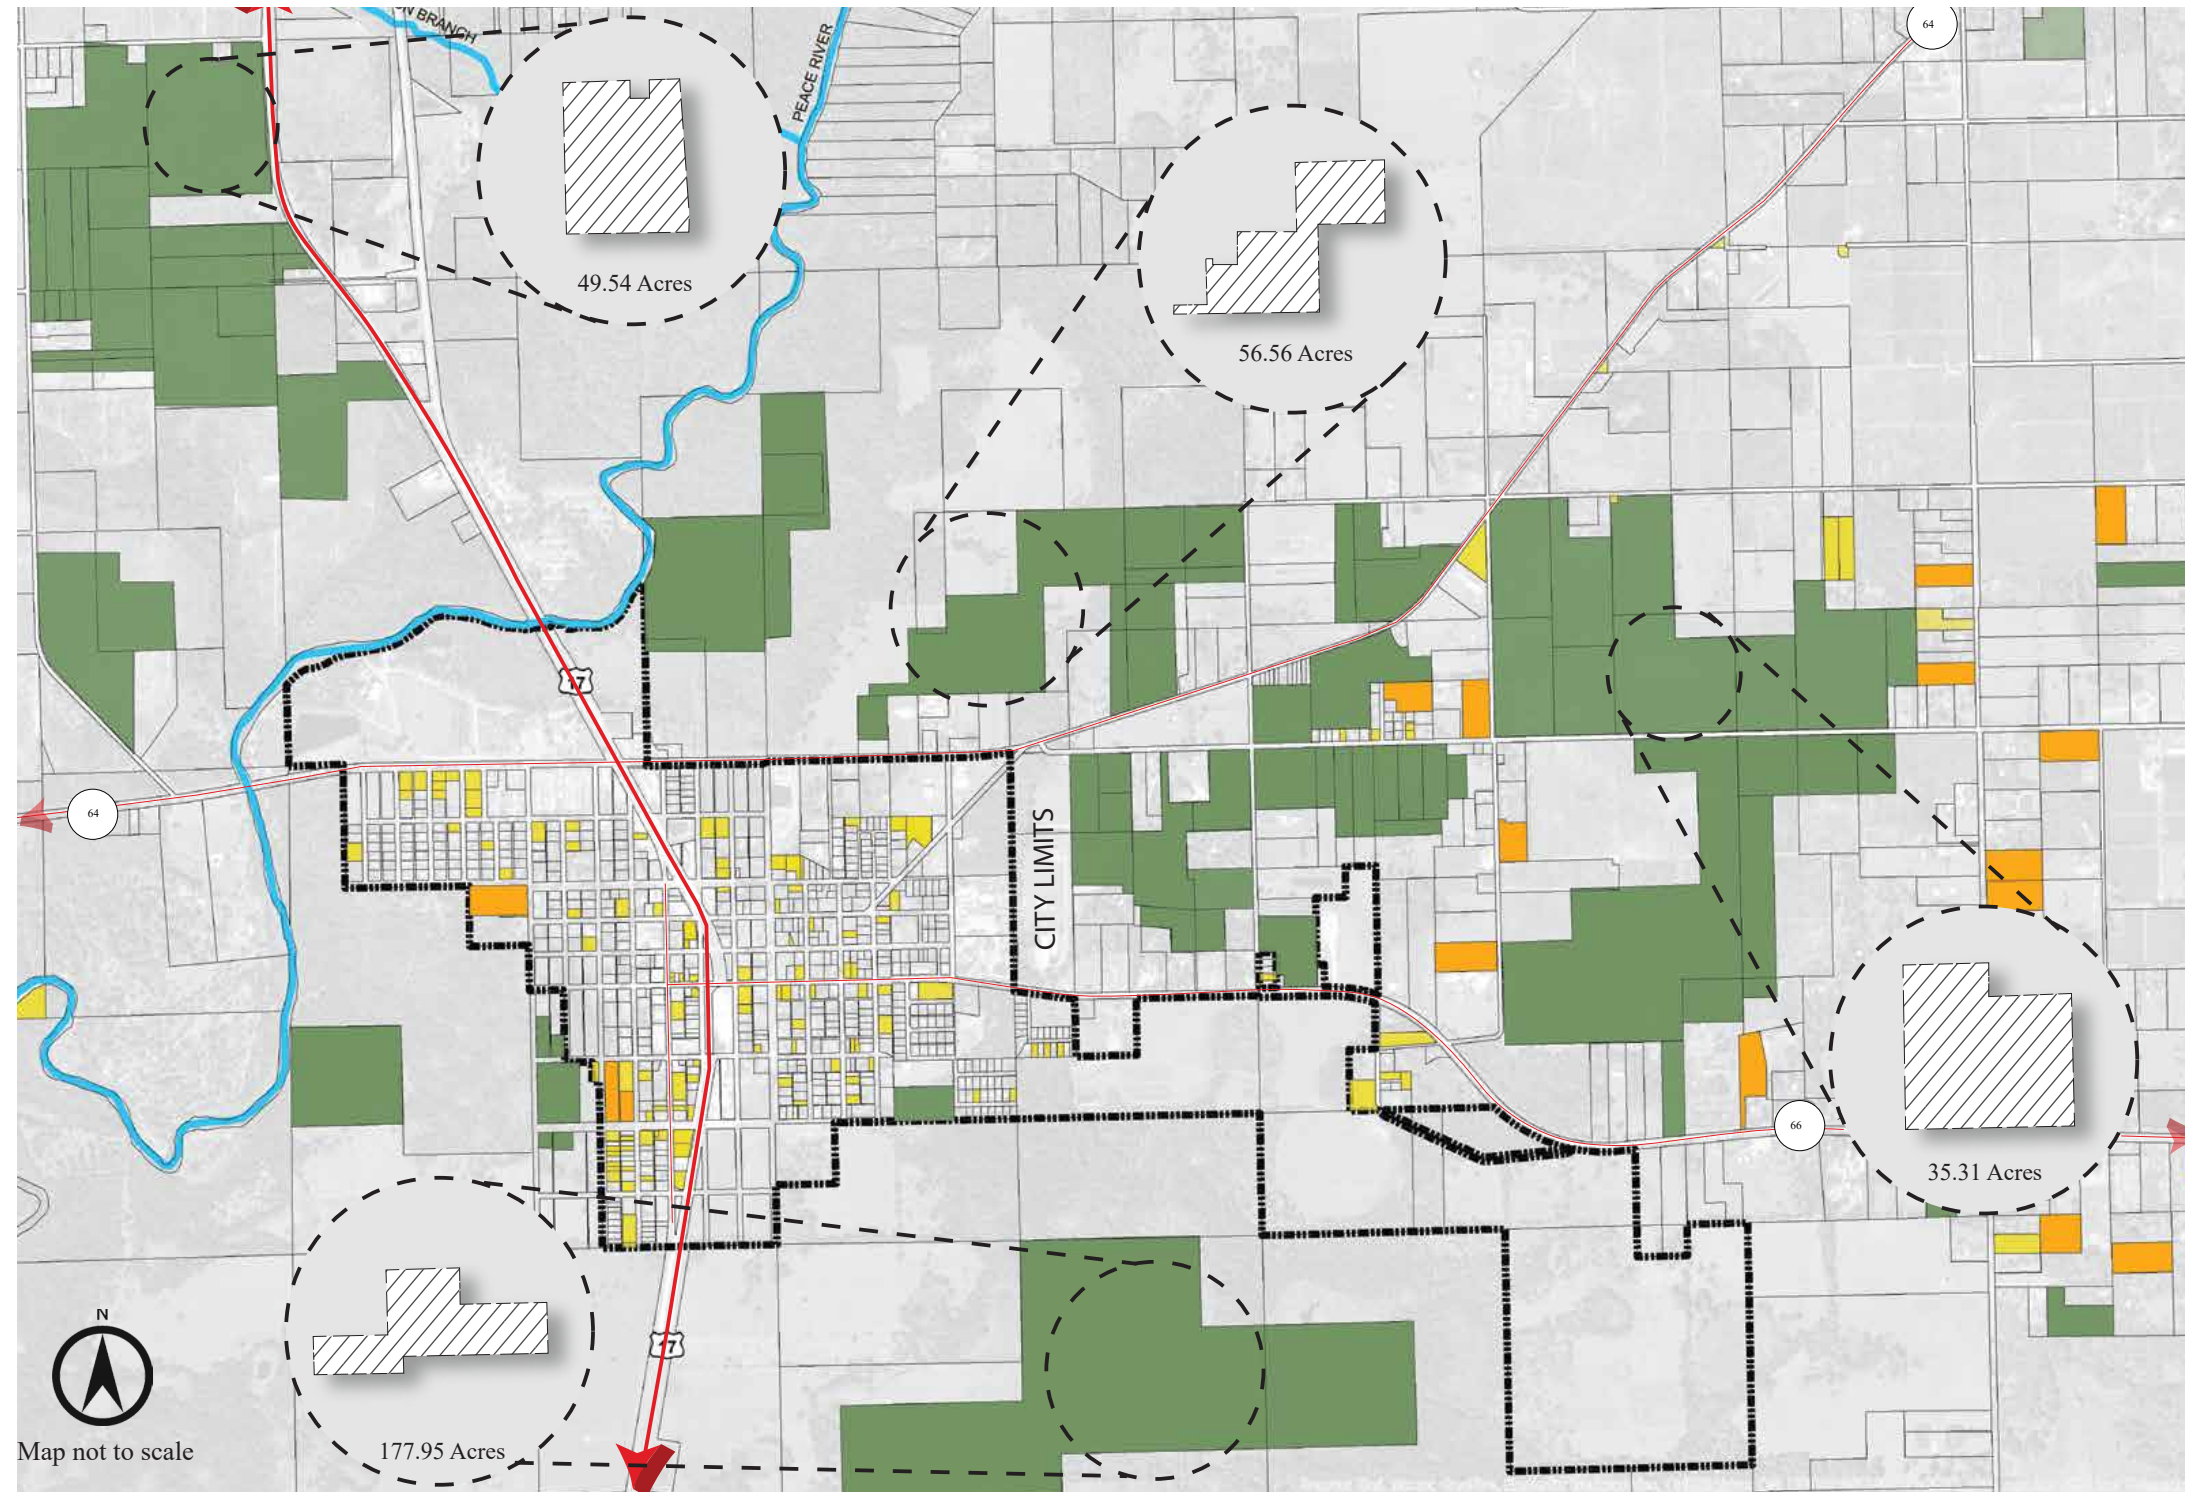 64
ON BRANCH
PEACE RIVER
49.54 Acres
56.56 Acres
17
64
CITY LIMITS
66
35.31 Acres
N
17
Map not to scale
177.95 Acres